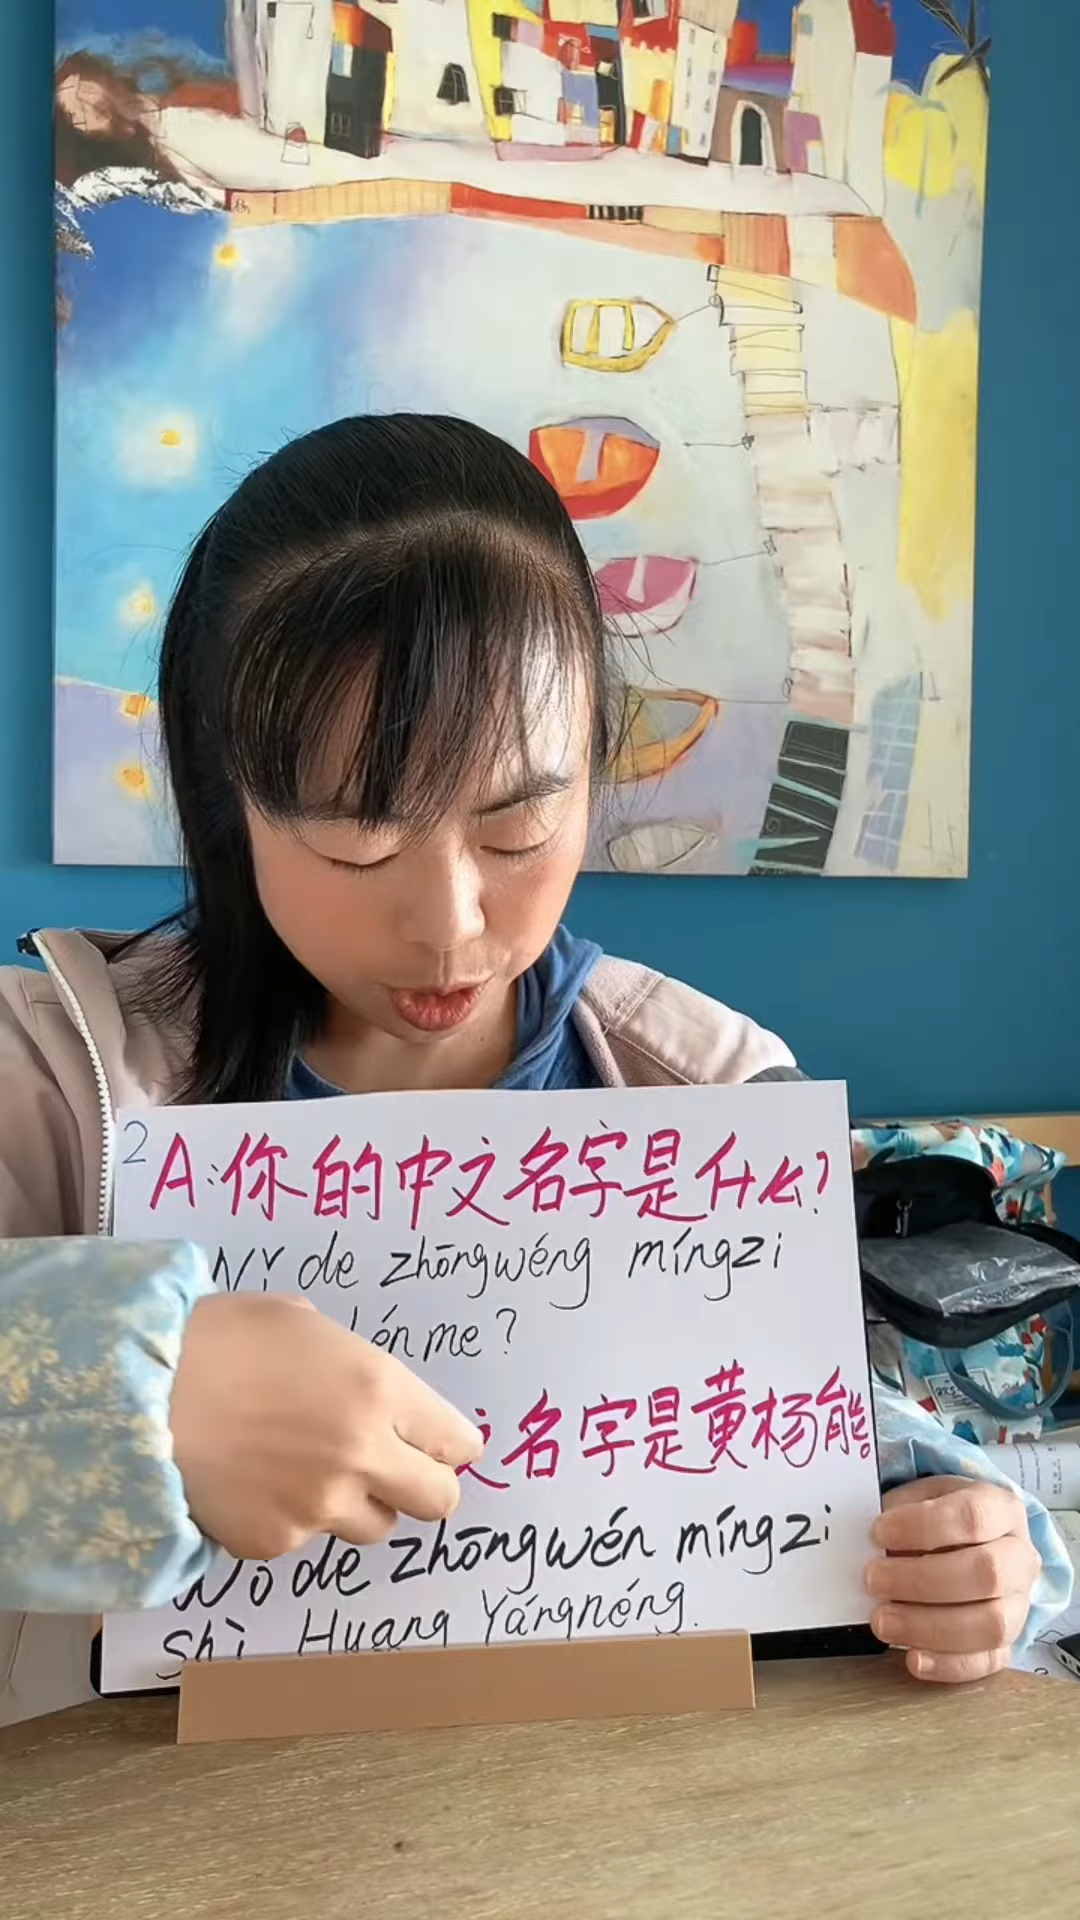 2
A:你的中文名字是什么?
Nǐ de zhōngwéng míngzi
énme?
文名字是黄杨能。
Wǒ de zhōngwén míngzi
shì Huang Yángnéng.